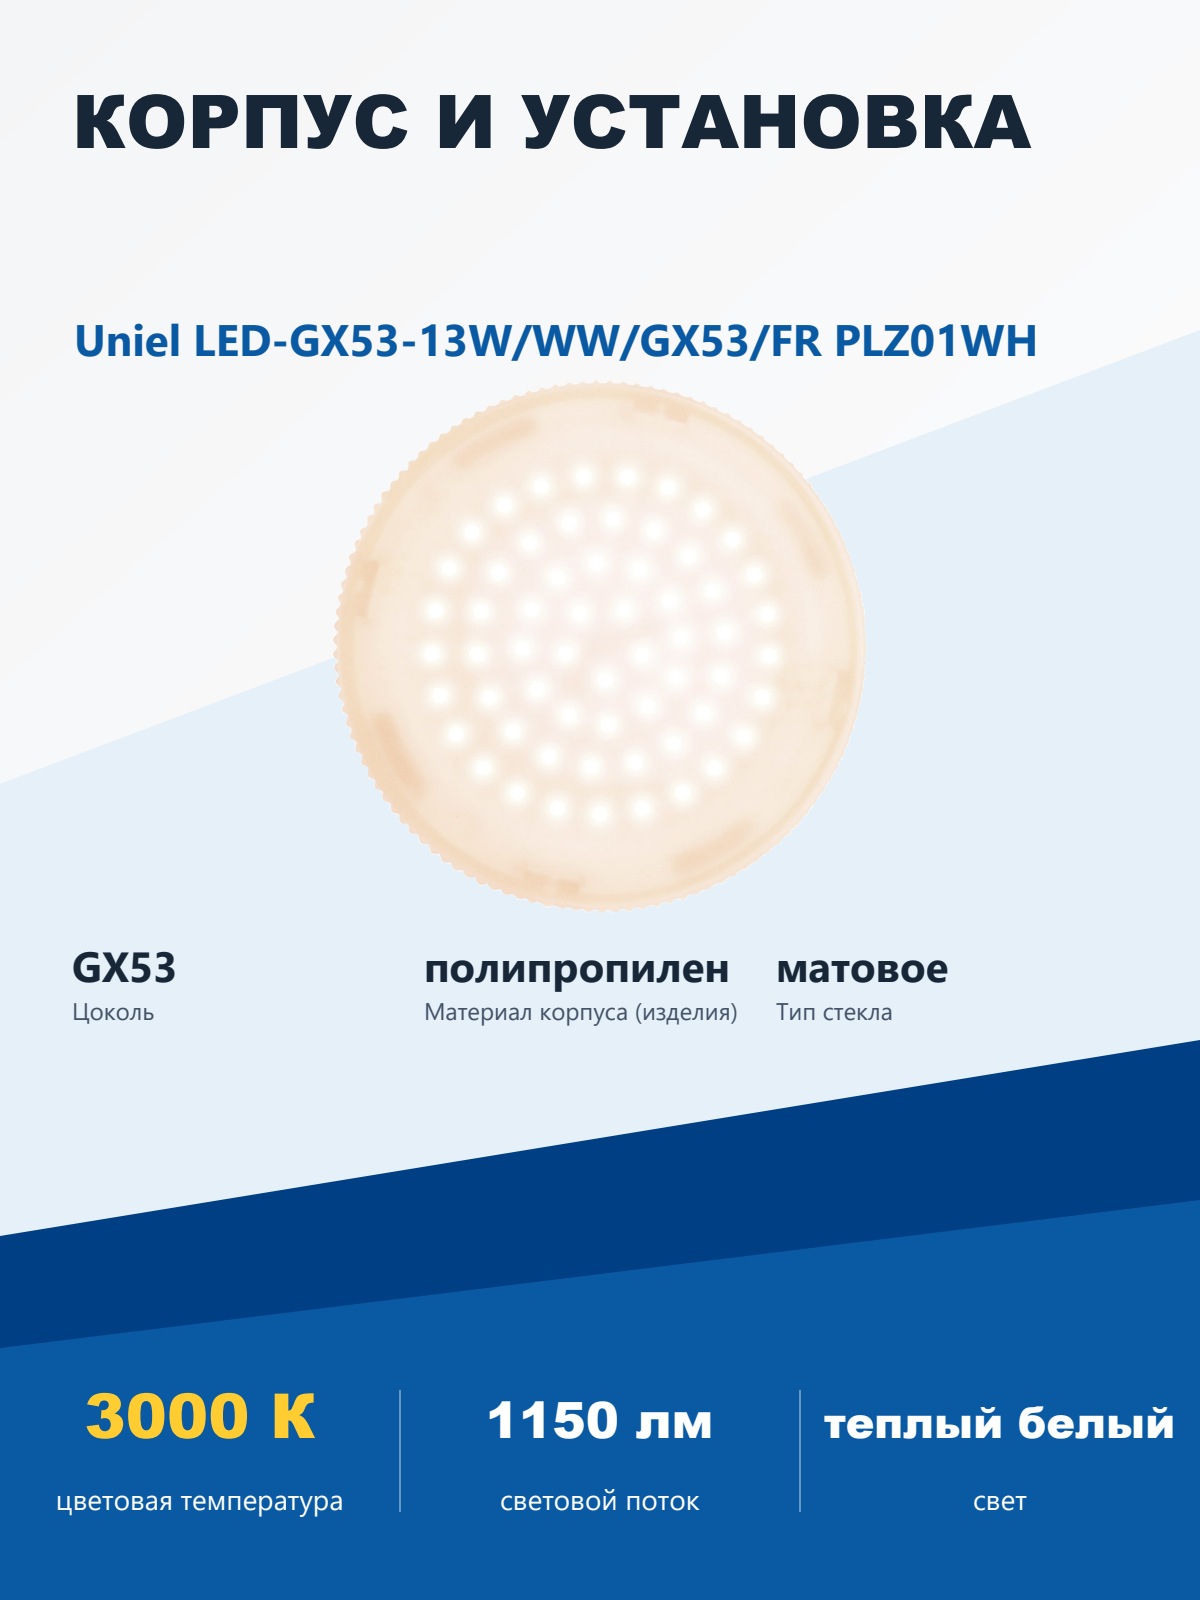 КОРПУС И УСТАНОВКА
Uniel LED-GX53-13W/WW/GX53/FR PLZ01WH
GX53
Цоколь
полипропилен
Материал корпуса (изделия)
матовое
Тип стекла
3000 К
цветовая температура
1150 лм
световой поток
теплый белый
свет